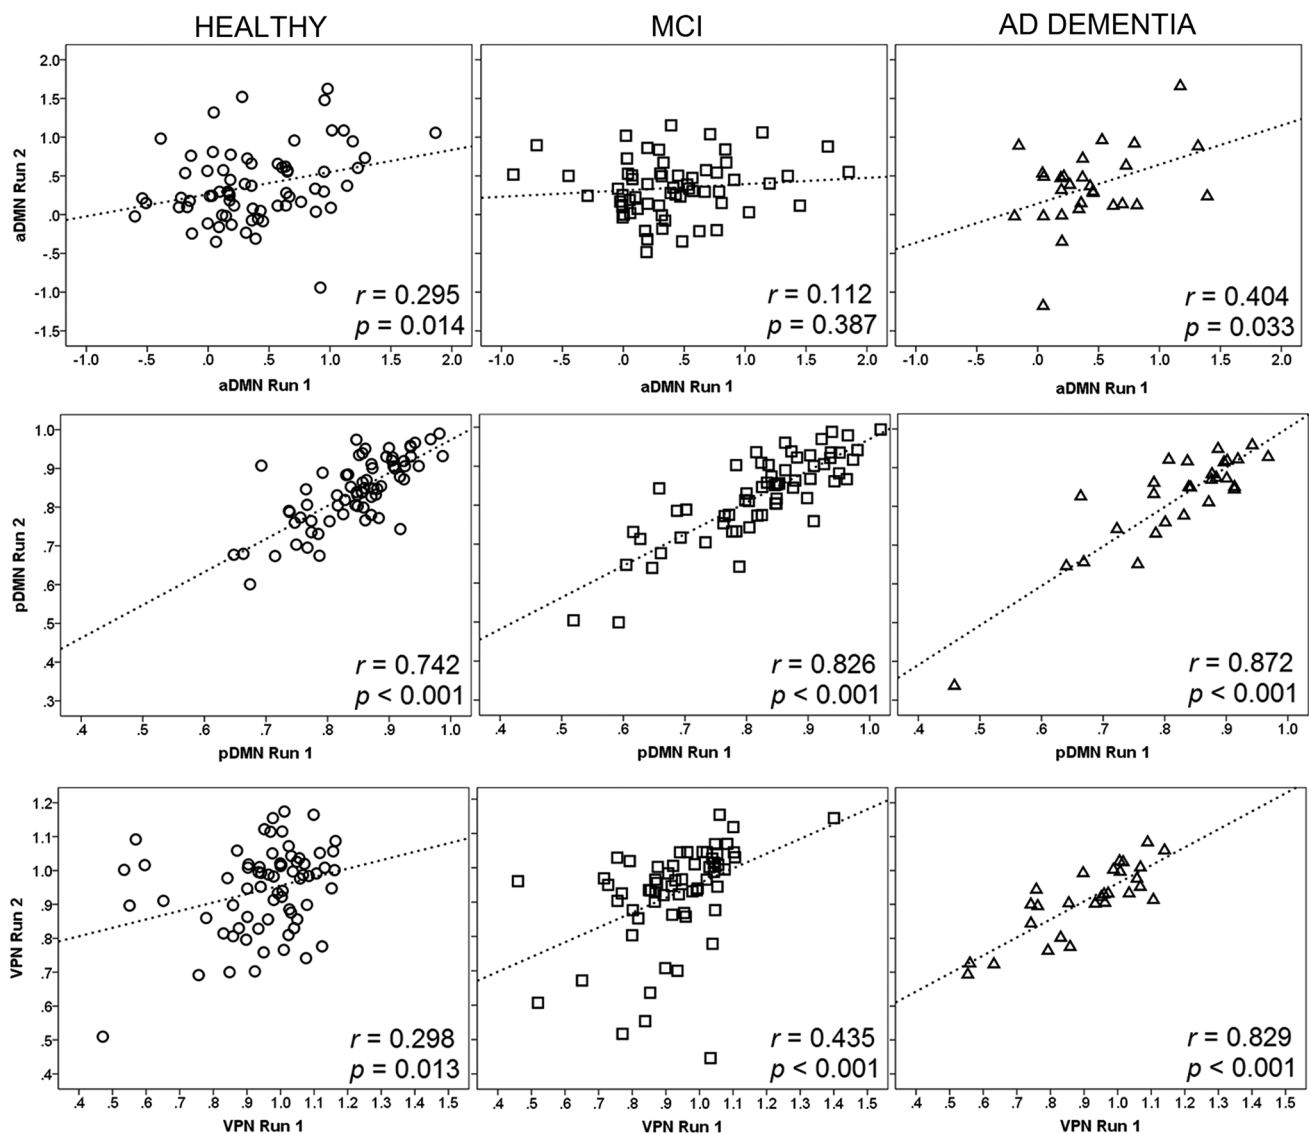 HEALTHY MCI AD DEMENTIA
aDMN Run 2
2.0
1.5
1.0
.5
.0
-.5
-1.0
-1.5
r = 0.295
p = 0.014
r = 0.112
p = 0.387
r = 0.404
p = 0.033
-1.0 -.5 .0 .5 1.0 1.5 2.0
-1.0 -.5 .0 .5 1.0 1.5 2.0
-1.0 -.5 .0 .5 1.0 1.5 2.0
aDMN Run 1
aDMN Run 1
aDMN Run 1
pDMN Run 2
1.0
.9
.8
.7
.6
.5
.4
.3
r = 0.742
p < 0.001
r = 0.826
p < 0.001
r = 0.872
p < 0.001
.4 .5 .6 .7 .8 .9 1.0
.4 .5 .6 .7 .8 .9 1.0
.4 .5 .6 .7 .8 .9 1.0
pDMN Run 1
pDMN Run 1
pDMN Run 1
VPN Run 2
1.2
1.1
1.0
.9
.8
.7
.6
.5
.4
r = 0.298
p = 0.013
r = 0.435
p < 0.001
r = 0.829
p < 0.001
.4 .5 .6 .7 .8 .9 1.0 1.1 1.2 1.3 1.4 1.5
.4 .5 .6 .7 .8 .9 1.0 1.1 1.2 1.3 1.4 1.5
.4 .5 .6 .7 .8 .9 1.0 1.1 1.2 1.3 1.4 1.5
VPN Run 1
VPN Run 1
VPN Run 1